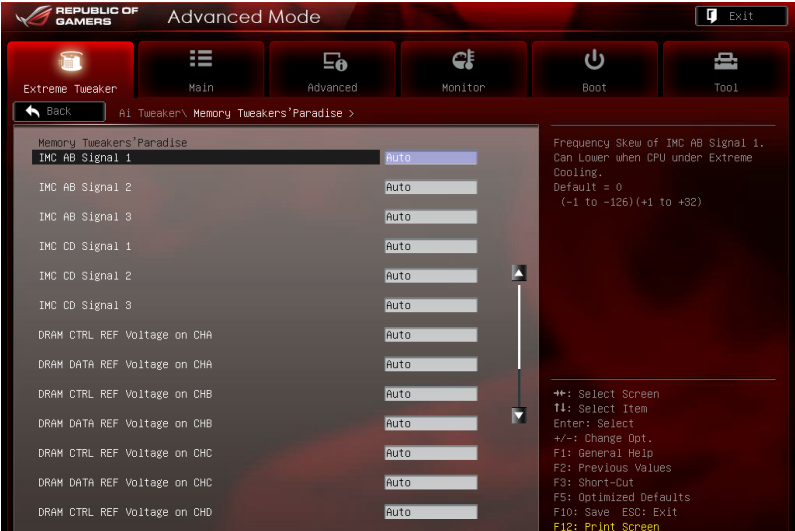 REPUBLIC OF
GAMERS
Advanced Mode
Exit
Extreme Tweaker
Main
Advanced
Monitor
Boot
Tool
Back
Ai Tweaker\ Memory Tweakers'Paradise >
Memory Tweakers'Paradise
IMC AB Signal 1 Auto
IMC AB Signal 2 Auto
IMC AB Signal 3 Auto
IMC CD Signal 1 Auto
IMC CD Signal 2 Auto
IMC CD Signal 3 Auto
DRAM CTRL REF Voltage on CHA Auto
DRAM DATA REF Voltage on CHA Auto
DRAM CTRL REF Voltage on CHB Auto
DRAM DATA REF Voltage on CHB Auto
DRAM CTRL REF Voltage on CHC Auto
DRAM DATA REF Voltage on CHC Auto
DRAM CTRL REF Voltage on CHD Auto
Frequency Skew of IMC AB Signal 1.
Can Lower when CPU under Extreme
Cooling.
Default = 0
(-1 to -126)(+1 to +32)
→←: Select Screen
↑↓: Select Item
Enter: Select
+/-: Change Opt.
F1: General Help
F2: Previous Values
F3: Short-Cut
F5: Optimized Defaults
F10: Save ESC: Exit
F12: Print Screen